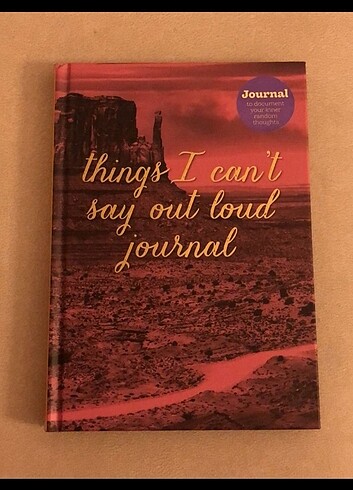 Journal
to document
your inner
random
thoughts
things I can't
say out loud
journal